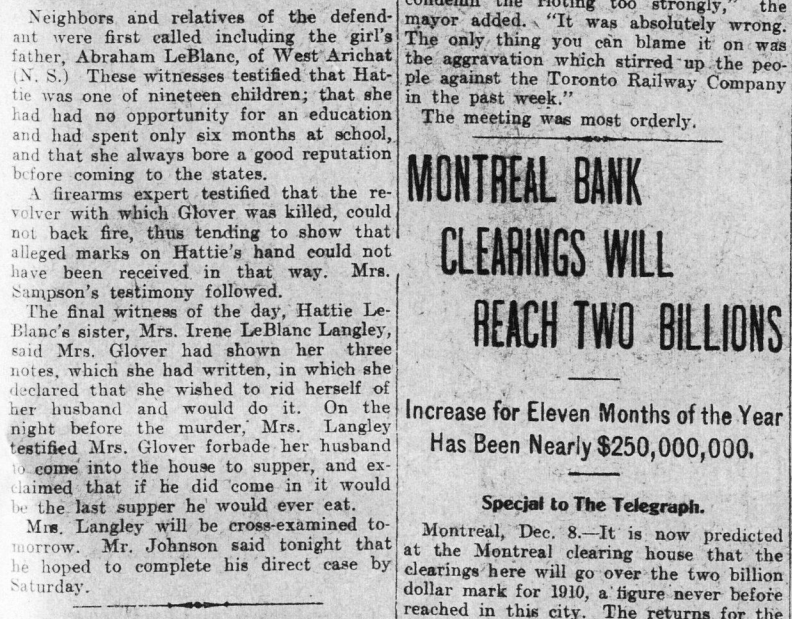 Neighbors and relatives of the defend-
ant were first called including the girl's
father, Abraham LeBlanc, of West Arichat
(N. S.) These witnesses testified that Hat-
tie was one of nineteen children; that she
had had no opportunity for an education
and had spent only six months at school,
and that she always bore a good reputation
before coming to the states.
A firearms expert testified that the re-
volver with which Glover was killed, could
not back fire, thus tending to show that
alleged marks on Hattie's hand could not
have been received in that way. Mrs.
Sampson's testimony followed.
The final witness of the day, Hattie Le-
Blanc's sister, Mrs. Irene LeBlanc Langley,
said Mrs. Glover had shown her three
notes, which she had written, in which she
declared that she wished to rid herself of
her husband and would do it. On the
night before the murder, Mrs. Langley
testified Mrs. Glover forbade her husband
to come into the house to supper, and ex-
claimed that if he did come in it would
be the last supper he would ever eat.
Mrs. Langley will be cross-examined to-
morrow. Mr. Johnson said tonight that
he hoped to complete his direct case by
Saturday.
condemn the rioting too strongly," the
mayor added. "It was absolutely wrong.
The only thing you can blame it on was
the aggravation which stirred up the peo-
ple against the Toronto Railway Company
in the past week."
The meeting was most orderly.
MONTREAL BANK
CLEARINGS WILL
REACH TWO BILLIONS
Increase for Eleven Months of the Year
Has Been Nearly $250,000,000.
Special to The Telegraph.
Montreal, Dec. 8.—It is now predicted
at the Montreal clearing house that the
clearings here will go over the two billion
dollar mark for 1910, a figure never before
reached in this city. The returns for the